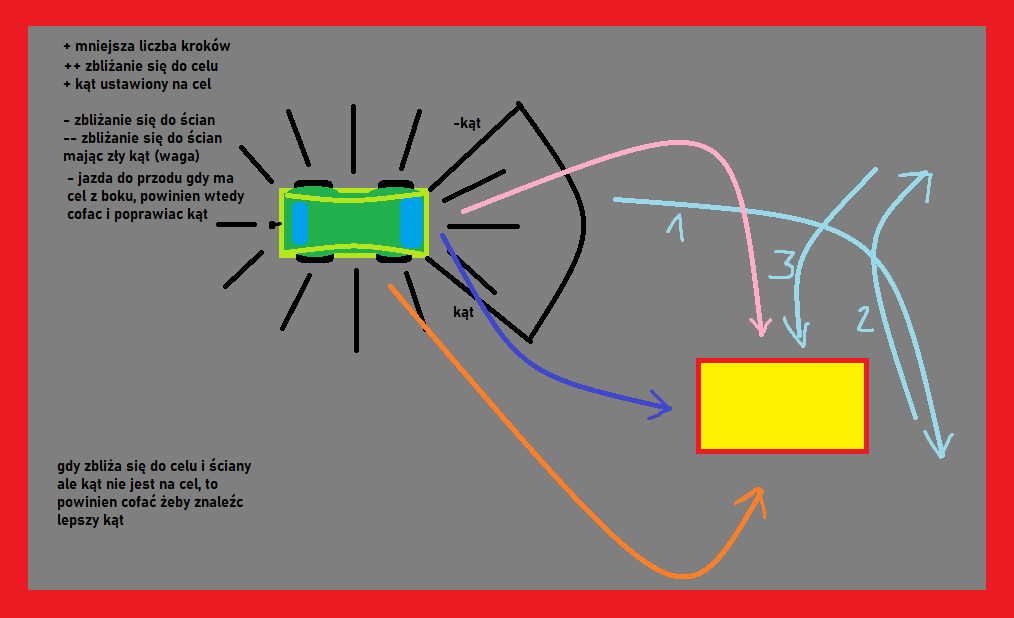 + mniejsza liczba kroków
++ zbliżanie się do celu
+ kąt ustawiony na cel
- zbliżanie się do ścian
-- zbliżanie się do ścian
mając zły kąt (waga)
- jazda do przodu gdy ma
cel z boku, powinien wtedy
cofac i poprawiac kąt
-kąt
kąt
1
3
2
gdy zbliża się do celu i ściany
ale kąt nie jest na cel, to
powinien cofać żeby znaleźc
lepszy kąt